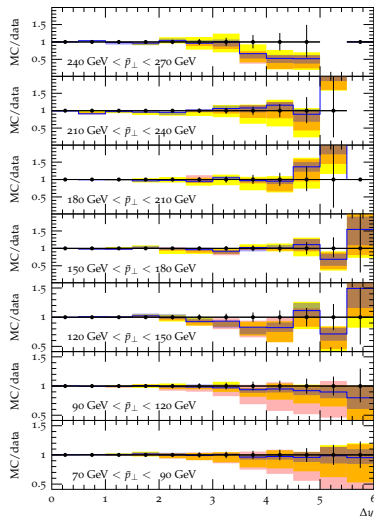 MC/data
1.5
1
0.5
240 GeV < p̄⊥ < 270 GeV
MC/data
1.5
1
0.5
210 GeV < p̄⊥ < 240 GeV
MC/data
1.5
1
0.5
180 GeV < p̄⊥ < 210 GeV
MC/data
1.5
1
0.5
150 GeV < p̄⊥ < 180 GeV
MC/data
1.5
1
0.5
120 GeV < p̄⊥ < 150 GeV
MC/data
1.5
1
0.5
90 GeV < p̄⊥ < 120 GeV
MC/data
1.5
1
0.5
70 GeV < p̄⊥ < 90 GeV
0 1 2 3 4 5 6
Δy